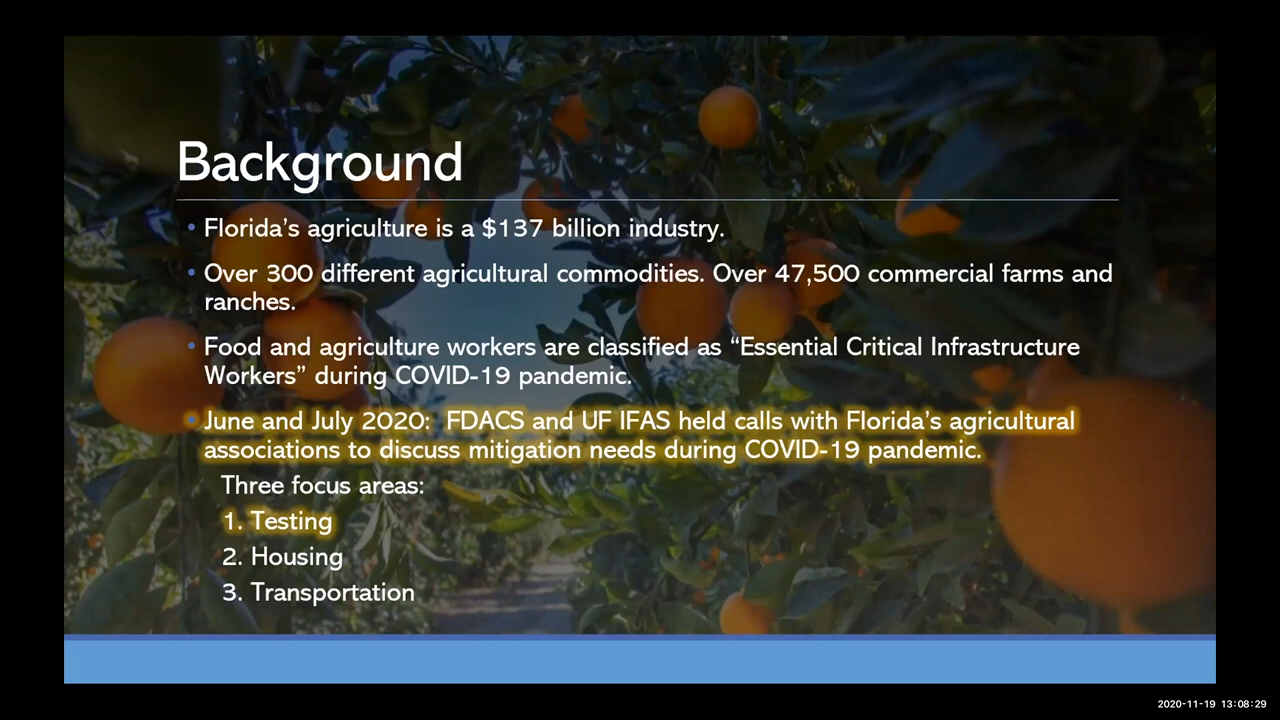 Background
• Florida’s agriculture is a $137 billion industry.
• Over 300 different agricultural commodities. Over 47,500 commercial farms and
ranches.
• Food and agriculture workers are classified as “Essential Critical Infrastructure
Workers” during COVID-19 pandemic.
• June and July 2020:  FDACS and UF IFAS held calls with Florida’s agricultural
associations to discuss mitigation needs during COVID-19 pandemic.
Three focus areas:
1. Testing
2. Housing
3. Transportation
2020-11-19 13:08:29